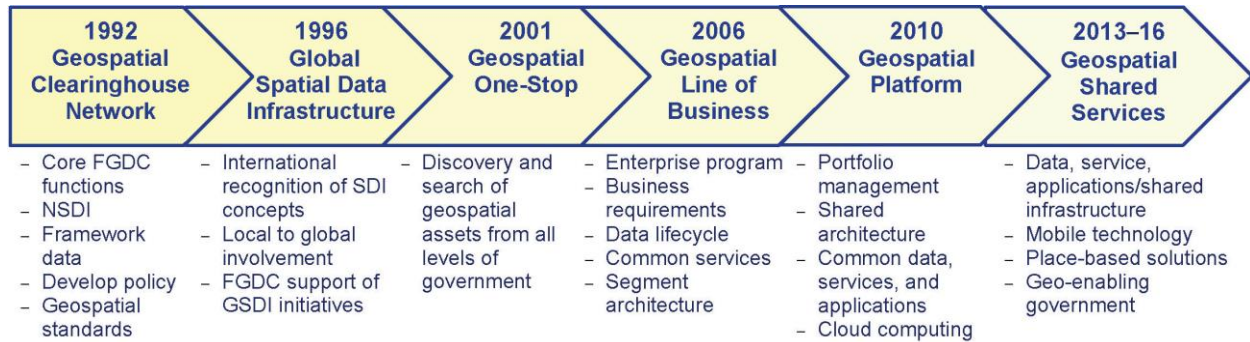 1992
Geospatial
Clearinghouse
Network
1996
Global
Spatial Data
Infrastructure
2001
Geospatial
One-Stop
2006
Geospatial
Line of
Business
2010
Geospatial
Platform
2013–16
Geospatial
Shared
Services
– Core FGDC
functions
– NSDI
– Framework
data
– Develop policy
– Geospatial
standards
– International
recognition of SDI
concepts
– Local to global
involvement
– FGDC support of
GSDI initiatives
– Discovery and
search of
geospatial
assets from all
levels of
government
– Enterprise program
– Business
requirements
– Data lifecycle
– Common services
– Segment
architecture
– Portfolio
management
– Shared
architecture
– Common data,
services, and
applications
– Cloud computing
– Data, service,
applications/shared
infrastructure
– Mobile technology
– Place-based solutions
– Geo-enabling
government